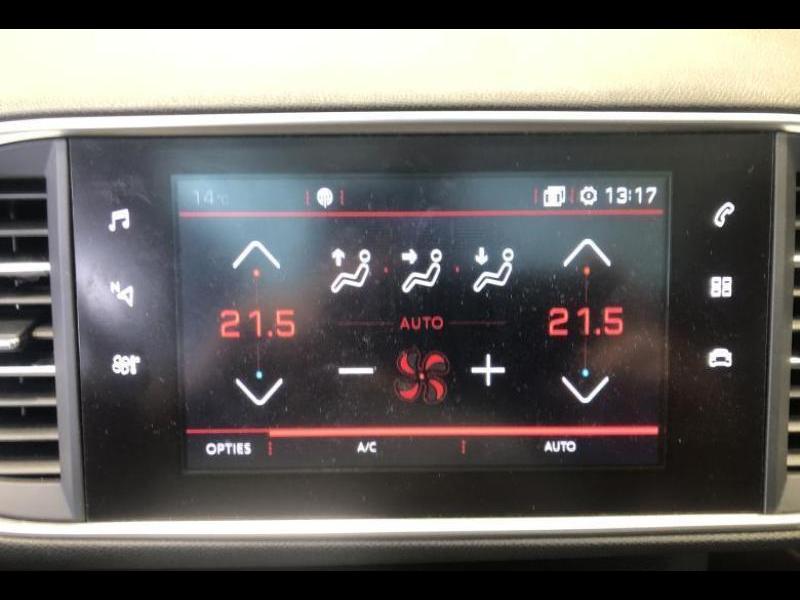 14°C 13:17
N
21.5 21.5
AUTO
OPTIES A/C AUTO